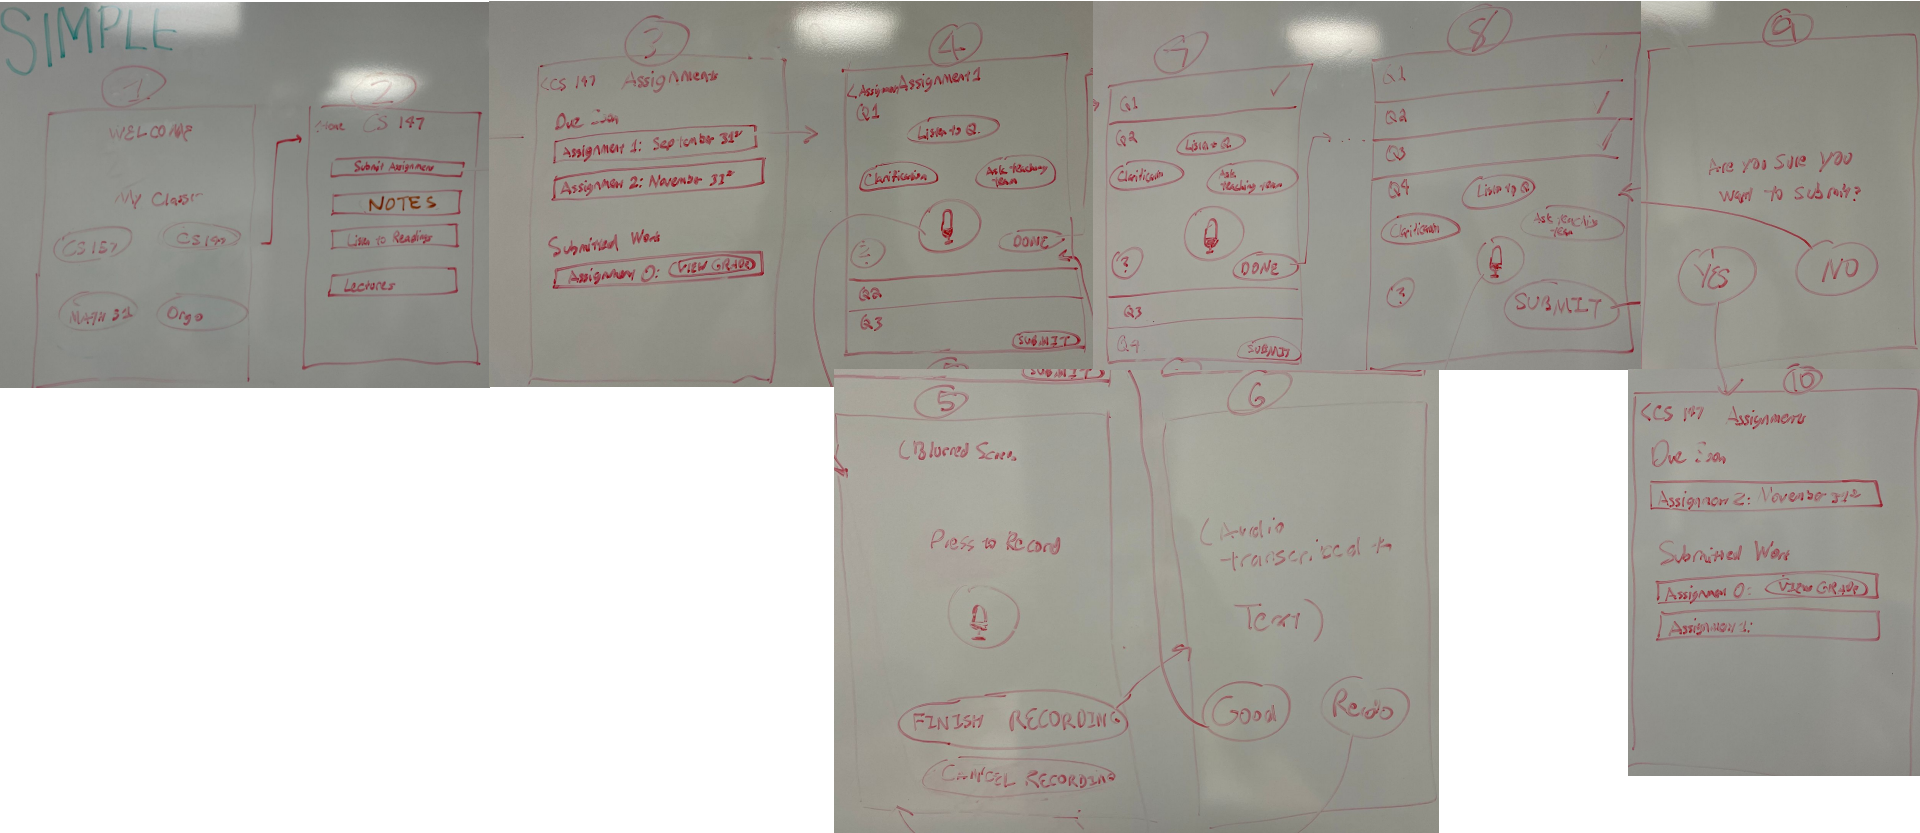 SIMPLE
1
WELCOME
My Classes
CS 157
CS 147
MATH 51
Orgo
2
CS 147
Submit Assignment
NOTES
Listen to Readings
Lectures
3
<CS 147 Assignments
Due Soon
Assignment 1: September 31st
Assignment 2: November 31st
Submitted Work
Assignment 0: VIEW GRADE
4
Assignment 1
Q1
Listen to Q.
Clarification
Ask teaching team
?
DONE
Q2
Q3
SUBMIT
5
(Blurred Screen
Press to Record
FINISH RECORDING
CANCEL RECORDING
6
(Audio
transcribed to
Text)
Good
Redo
7
Q1
Q2
Listen to Q
Clarification
Ask teaching team
?
DONE
Q3
Q4
SUBMIT
8
Q1
Q2
Q3
Q4
Listen to Q
Clarification
Ask teaching team
?
SUBMIT
9
Are you sure you
want to submit?
YES
NO
10
<CS 147 Assignments
Due Soon
Assignment 2: November 31st
Submitted Work
Assignment 0: VIEW GRADE
Assignment 1: